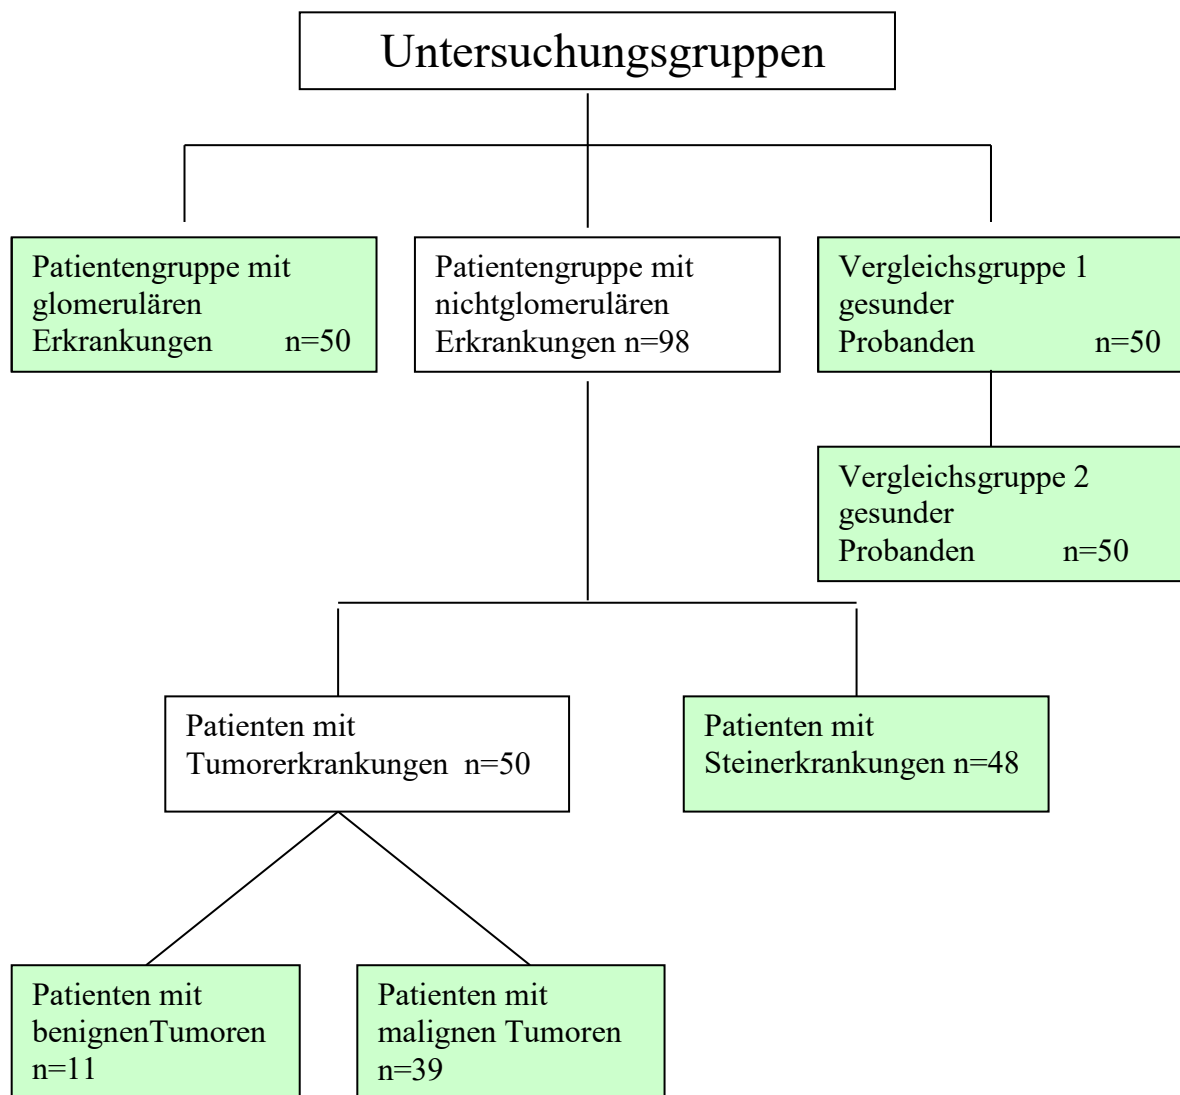 Untersuchungsgruppen
Patientengruppe mit
glomerulären
Erkrankungen n=50
Patientengruppe mit
nichtglomerulären
Erkrankungen n=98
Vergleichsgruppe 1
gesunder
Probanden n=50
Vergleichsgruppe 2
gesunder
Probanden n=50
Patienten mit
Tumorerkrankungen n=50
Patienten mit
Steinerkrankungen n=48
Patienten mit
benignenTumoren
n=11
Patienten mit
malignen Tumoren
n=39